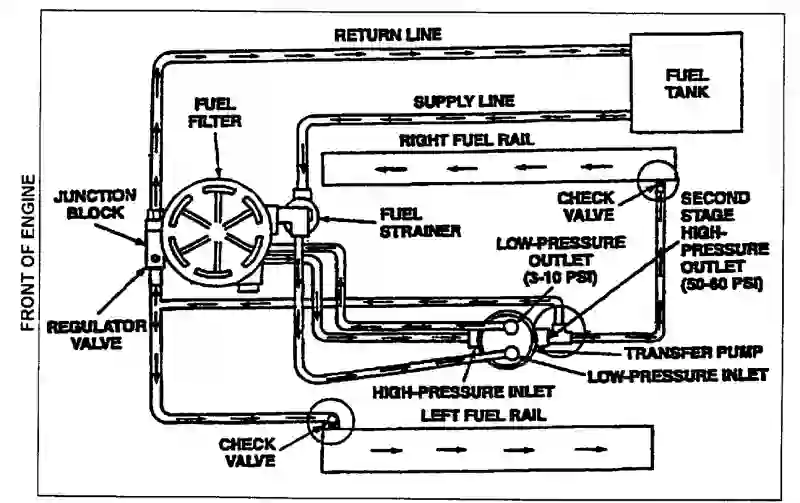 RETURN LINE
FUEL
TANK
FUEL
FILTER
SUPPLY LINE
RIGHT FUEL RAIL
FRONT OF ENGINE
JUNCTION
BLOCK
FUEL
STRAINER
CHECK
VALVE
SECOND
STAGE
HIGH-
PRESSURE
OUTLET
(50-60 PSI)
LOW-PRESSURE
OUTLET
(3-10 PSI)
REGULATOR
VALVE
TRANSFER PUMP
HIGH-PRESSURE INLET
LOW-PRESSURE INLET
LEFT FUEL RAIL
CHECK
VALVE